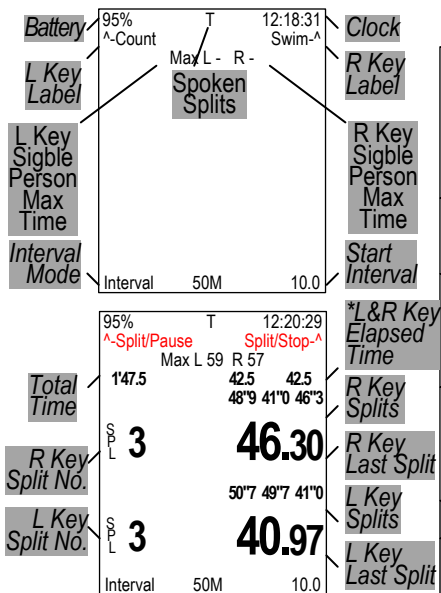 Battery
95% T 12:18:31
Clock
^-Count Swim-^
L Key
Label
R Key
Label
Max L - R -
Spoken
Splits
L Key
Sigble
Person
Max
Time
R Key
Sigble
Person
Max
Time
Interval
Mode
Start
Interval
Interval 50M 10.0
95% T 12:20:29
^-Split/Pause Split/Stop-^
Max L 59 R 57
*L&R Key
Elapsed
Time
Total
Time
1'47.5 42.5 42.5
48"9 41"0 46"3
R Key
Splits
SPL 3 46.30
R Key
Split No.
R Key
Last Split
50"7 49"7 41"0
L Key
Splits
L Key
Split No.
SPL 3 40.97
L Key
Last Split
Interval 50M 10.0